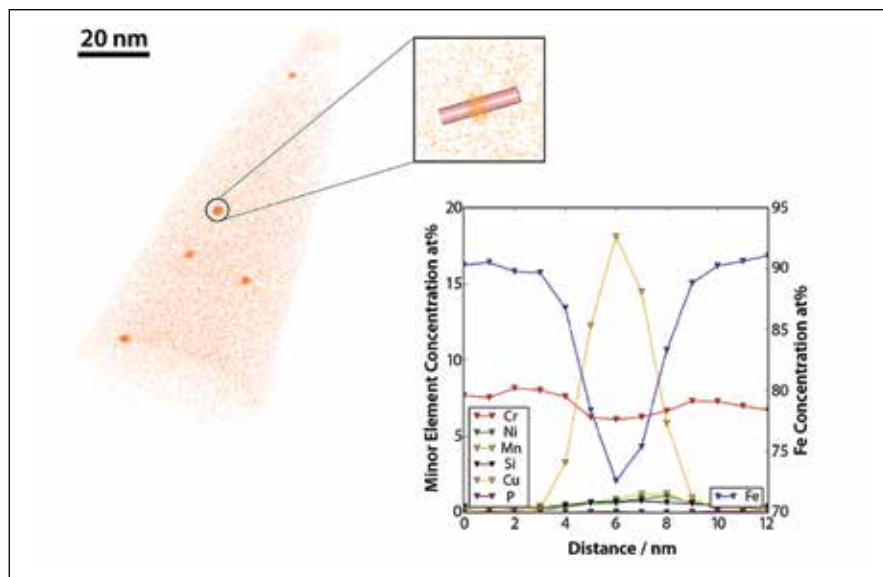 20 nm
20
15
10
5
0
95
90
85
80
75
70
Minor Element Concentration at%
Fe Concentration at%
Cr
Ni
Mn
Si
Cu
P
Fe
0 2 4 6 8 10 12
Distance / nm